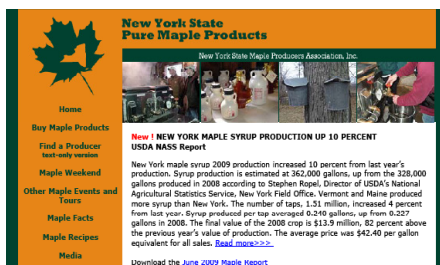 New York State
Pure Maple Products
New York State Maple Producers Association, Inc.
Home
Buy Maple Products
Find a Producer
text-only version
Maple Weekend
Other Maple Events and
Tours
Maple Facts
Maple Recipes
Media
New ! NEW YORK MAPLE SYRUP PRODUCTION UP 10 PERCENT
USDA NASS Report
New York maple syrup 2009 production increased 10 percent from last year's
production. Syrup production is estimated at 362,000 gallons, up from the 328,000
gallons produced in 2008 according to Stephen Ropel, Director of USDA's National
Agricultural Statistics Service, New York Field Office. Vermont and Maine produced
more syrup than New York. The number of taps, 1.51 million, increased 4 percent
from last year. Syrup produced per tap averaged 0.240 gallons, up from 0.227
gallons in 2008. The final value of the 2008 crop is $13.9 million, 82 percent above
the previous year's value of production. The average price was $42.40 per gallon
equivalent for all sales. Read more>>>
Download the June 2009 Maple Report